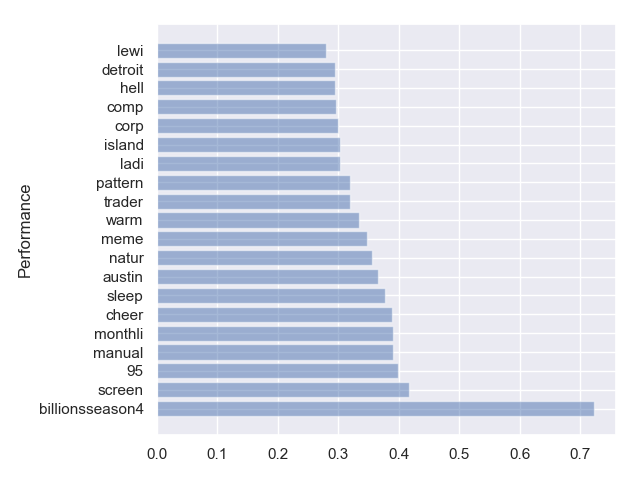 lewi
detroit
hell
comp
corp
island
ladi
pattern
trader
warm
meme
natur
austin
sleep
cheer
monthli
manual
95
screen
billionsseason4
Performance
0.0 0.1 0.2 0.3 0.4 0.5 0.6 0.7